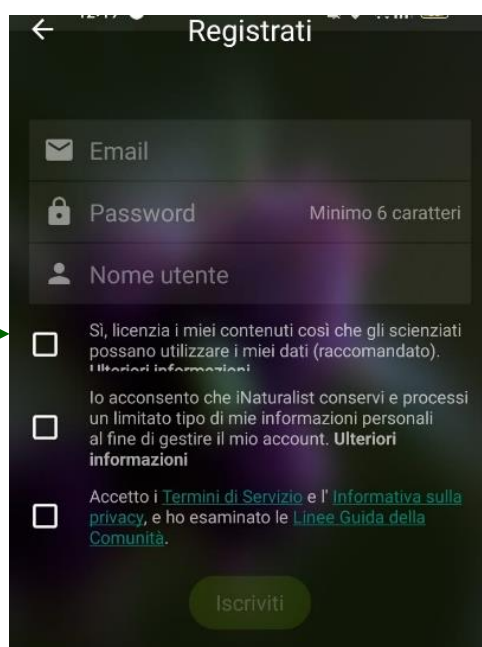 Registrati
Email
Password Minimo 6 caratteri
Nome utente
Sì, licenzia i miei contenuti così che gli scienziati
possano utilizzare i miei dati (raccomandato).
Ulteriori informazioni
Io acconsento che iNaturalist conservi e processi
un limitato tipo di mie informazioni personali
al fine di gestire il mio account. Ulteriori
informazioni
Accetto i Termini di Servizio e l' Informativa sulla
privacy, e ho esaminato le Linee Guida della
Comunità.
Iscriviti